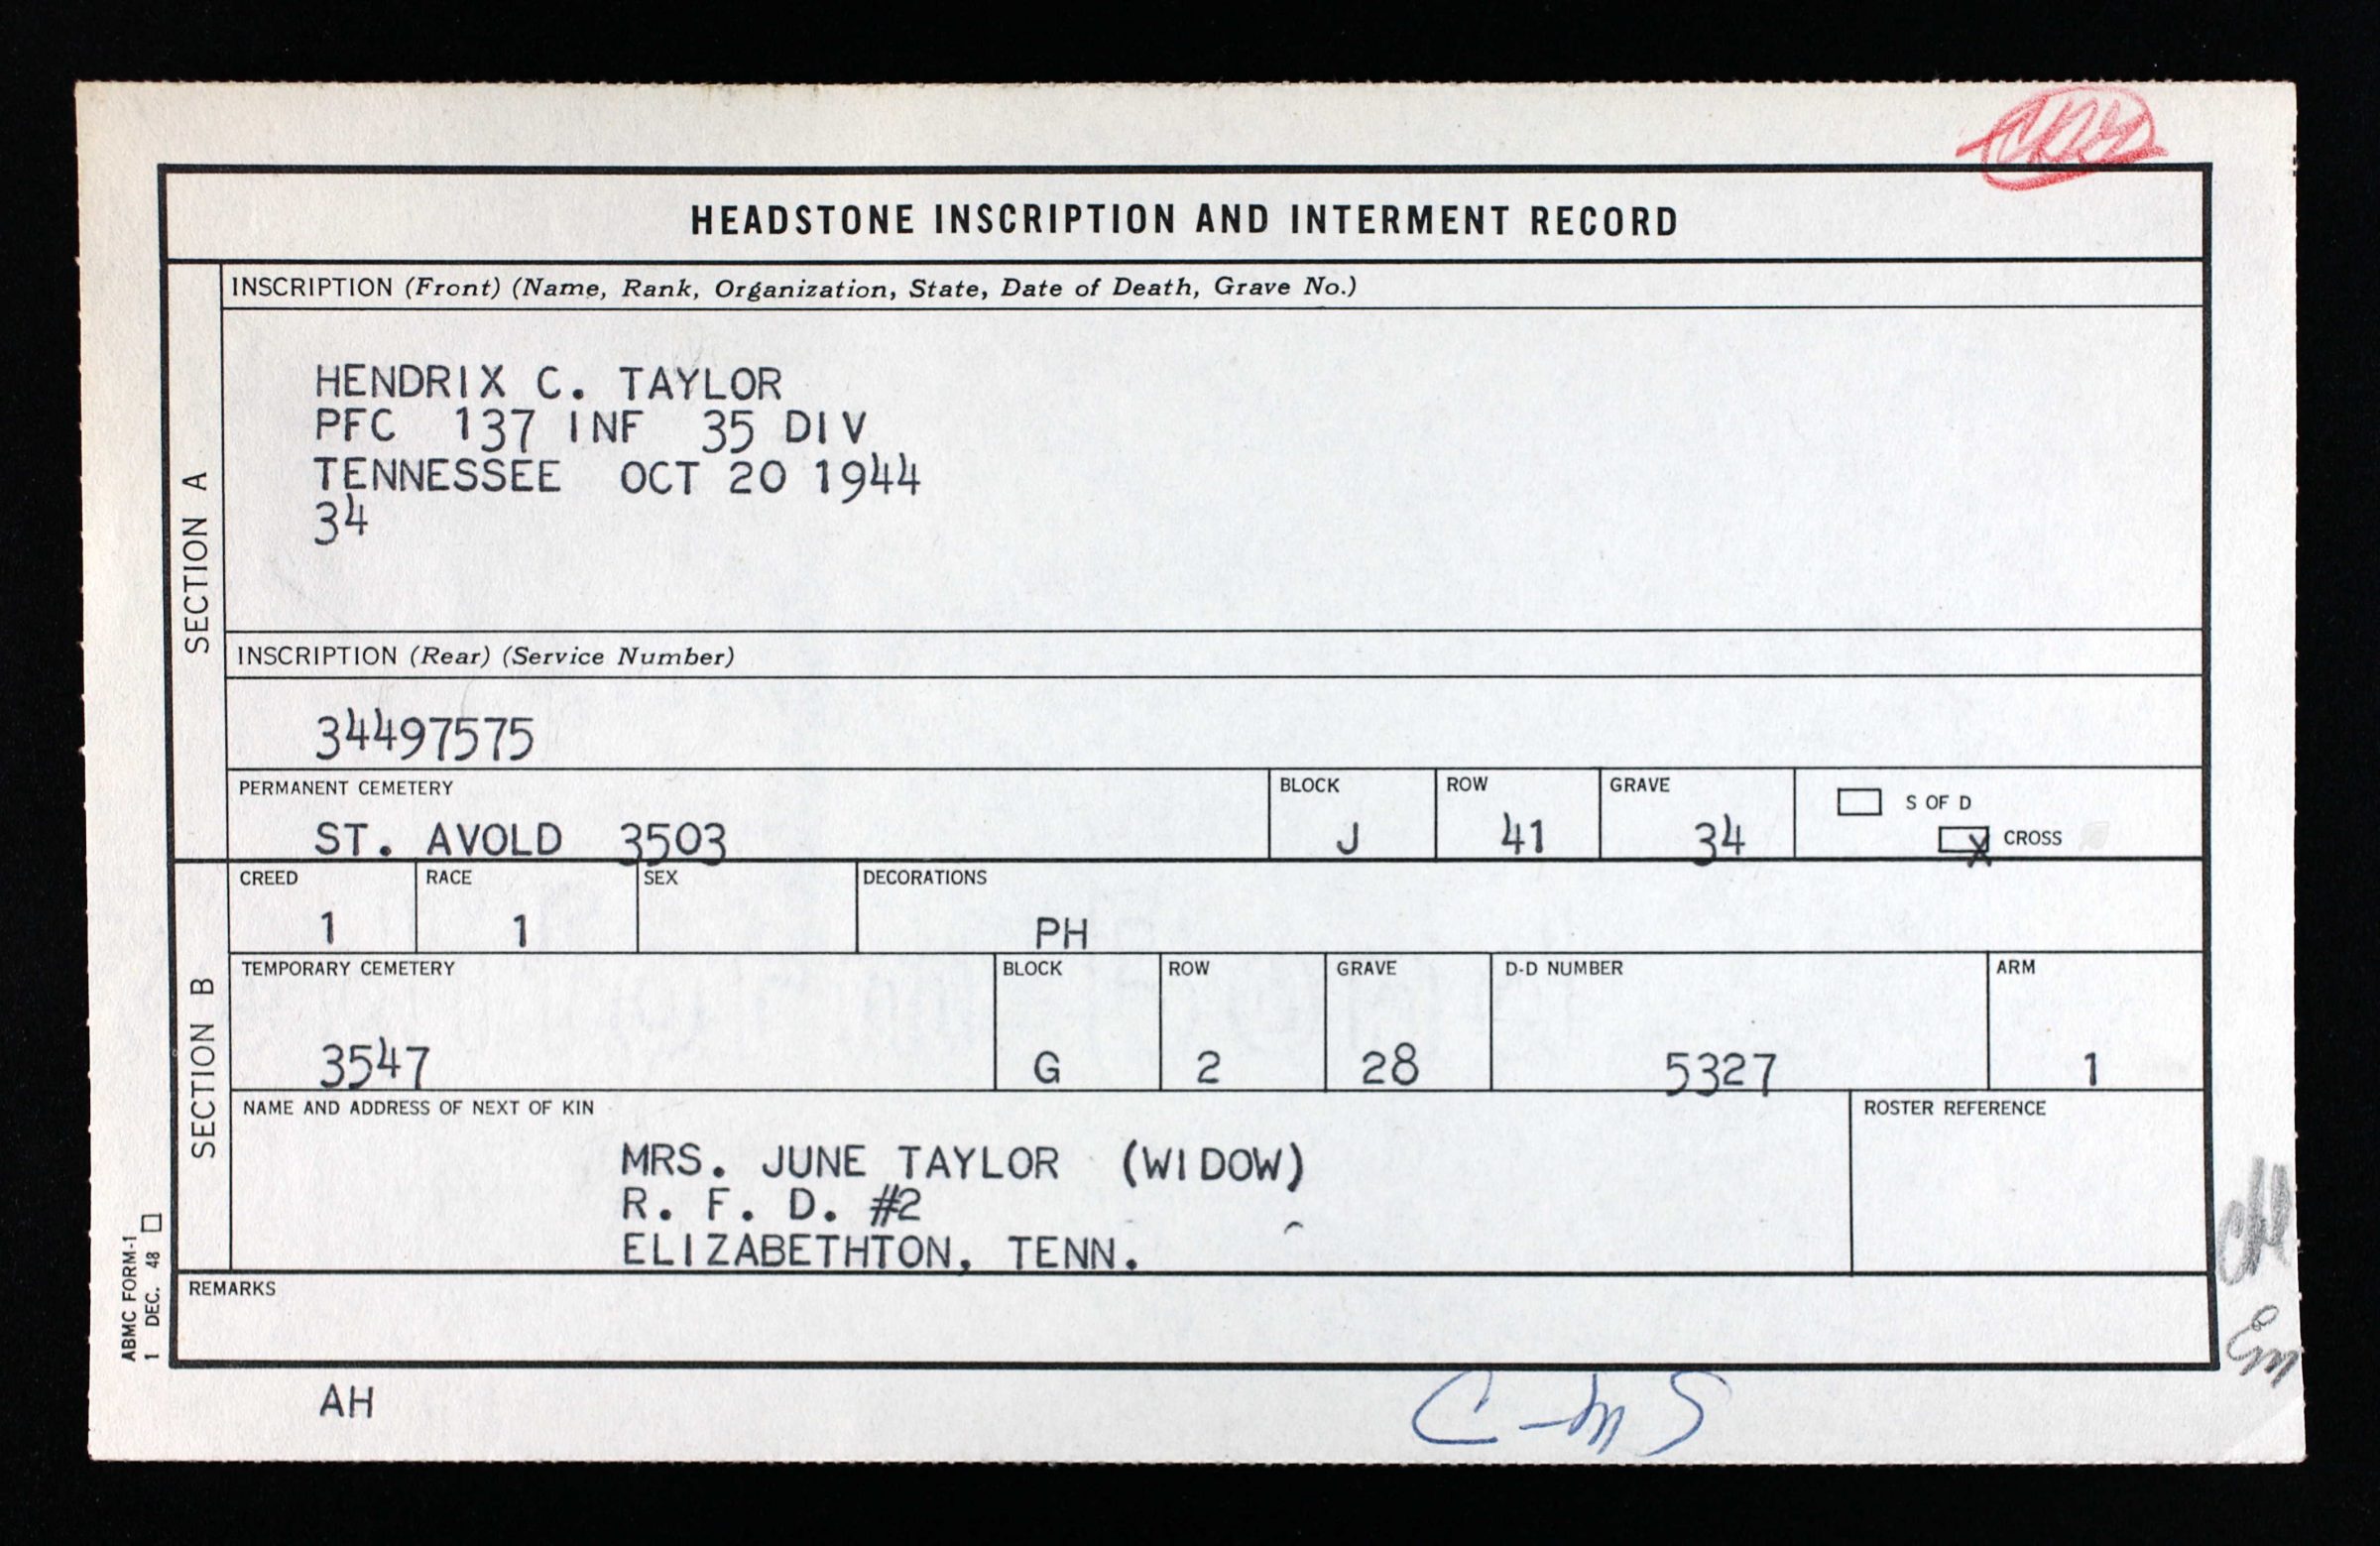 HEADSTONE INSCRIPTION AND INTERMENT RECORD
SECTION A
INSCRIPTION (Front) (Name, Rank, Organization, State, Date of Death, Grave No.)
HENDRIX C. TAYLOR
PFC 137 INF 35 DIV
TENNESSEE OCT 20 1944
34
INSCRIPTION (Rear) (Service Number)
34497575
PERMANENT CEMETERY BLOCK ROW GRAVE S OF D
ST. AVOLD 3503 J 41 34 X CROSS
SECTION B
CREED RACE SEX DECORATIONS
1 1 PH
TEMPORARY CEMETERY BLOCK ROW GRAVE D-D NUMBER ARM
3547 G 2 28 5327 1
NAME AND ADDRESS OF NEXT OF KIN ROSTER REFERENCE
MRS. JUNE TAYLOR (WIDOW)
R. F. D. #2
ELIZABETHTON, TENN.
REMARKS
ABMC FORM-1
1 DEC. 48
AH
Em